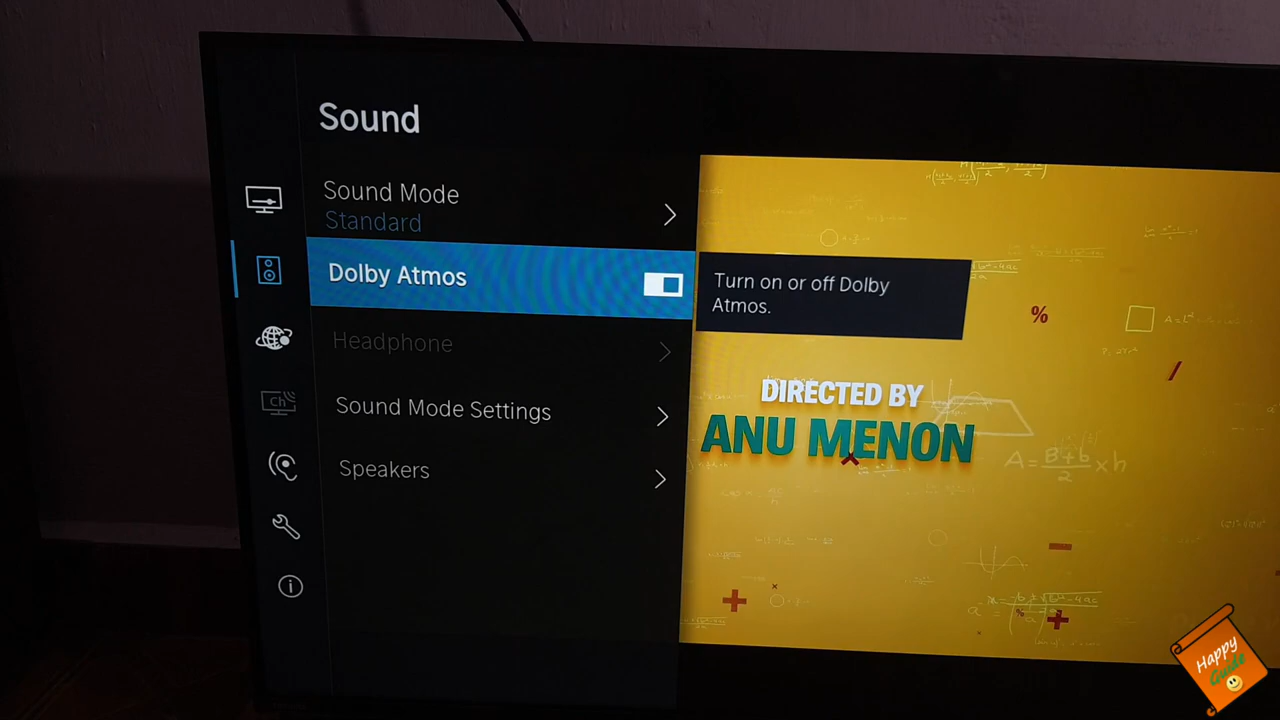 Sound
Sound Mode
Standard
Dolby Atmos
Turn on or off Dolby
Atmos.
Headphone
Sound Mode Settings
Speakers
Ch
%
/
DIRECTED BY
ANU MENON
A = B+b/2 x h
Happy
Guide